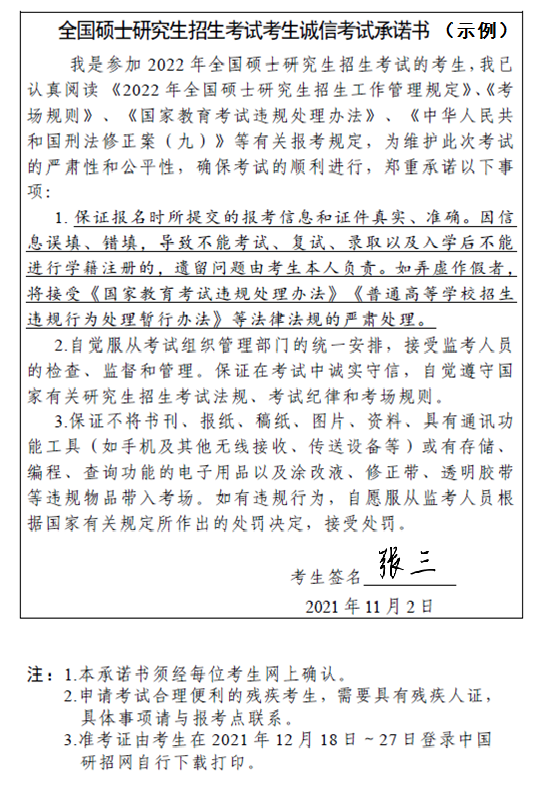 全国硕士研究生招生考试考生诚信考试承诺书（示例）
我是参加 2022 年全国硕士研究生招生考试的考生，我已
认真阅读《2022 年全国硕士研究生招生工作管理规定》、《考
场规则》、《国家教育考试违规处理办法》、《中华人民共
和国刑法修正案（九）》等有关报考规定，为维护此次考试
的严肃性和公平性，确保考试的顺利进行，郑重承诺以下事
项：
1. 保证报名时所提交的报考信息和证件真实、准确。因信
息误填、错填，导致不能考试、复试、录取以及入学后不能
进行学籍注册的，遗留问题由考生本人负责。如弄虚作假者，
将接受《国家教育考试违规处理办法》《普通高等学校招生
违规行为处理暂行办法》等法律法规的严肃处理。
2.自觉服从考试组织管理部门的统一安排，接受监考人员
的检查、监督和管理。保证在考试中诚实守信，自觉遵守国
家有关研究生招生考试法规、考试纪律和考场规则。
3.保证不将书刊、报纸、稿纸、图片、资料、具有通讯功
能工具（如手机及其他无线接收、传送设备等）或有存储、
编程、查询功能的电子用品以及涂改液、修正带、透明胶带
等违规物品带入考场。如有违规行为，自愿服从监考人员根
据国家有关规定所作出的处罚决定，接受处罚。
考生签名 张三
2021 年 11 月 2 日
注：1.本承诺书须经每位考生网上确认。
2.申请考试合理便利的残疾考生，需要具有残疾人证，
具体事项请与报考点联系。
3.准考证由考生在 2021 年 12 月 18 日～27 日登录中国
研招网自行下载打印。